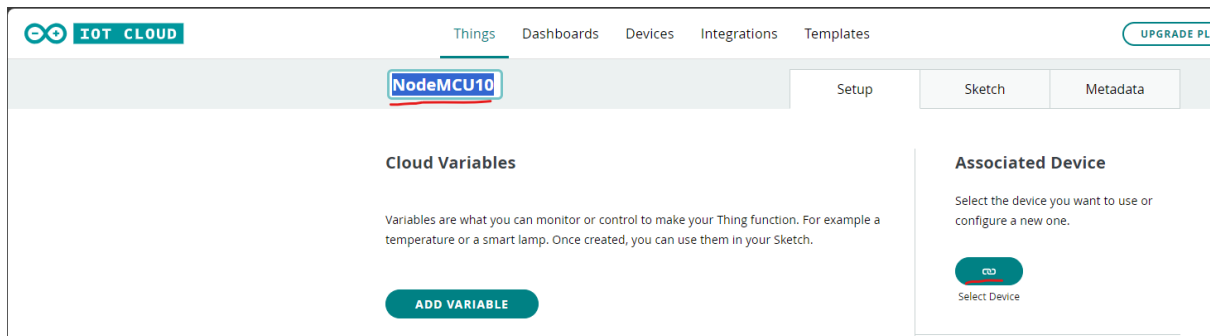 IOT CLOUD
Things Dashboards Devices Integrations Templates
UPGRADE PL
NodeMCU10
Setup Sketch Metadata
Cloud Variables
Variables are what you can monitor or control to make your Thing function. For example a
temperature or a smart lamp. Once created, you can use them in your Sketch.
ADD VARIABLE
Associated Device
Select the device you want to use or
configure a new one.
Select Device